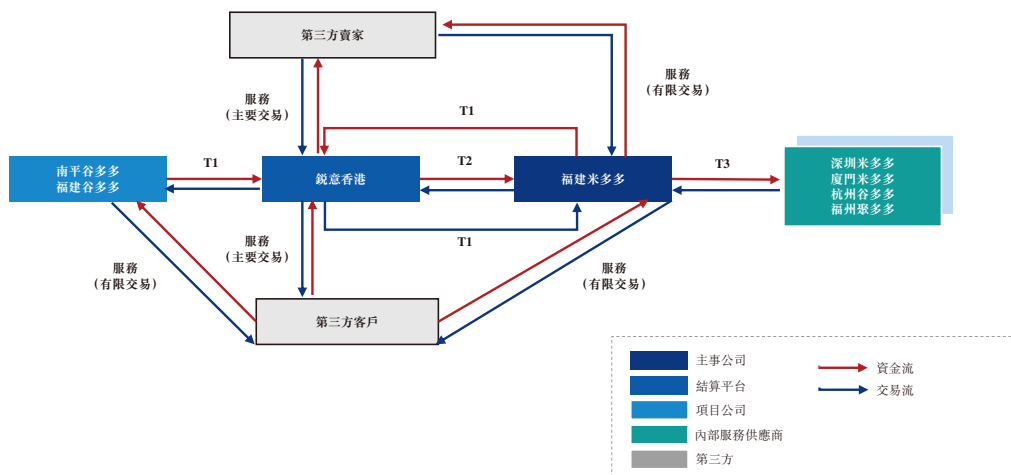 第三方賣家
服務
(主要交易)
服務
(有限交易)
T1
南平谷多多
福建谷多多
T1
鋭意香港
T2
福建米多多
T3
深圳米多多
廈門米多多
杭州谷多多
福州聚多多
服務
(主要交易)
T1
服務
(有限交易)
服務
(有限交易)
第三方客戶
主事公司
結算平台
項目公司
內部服務供應商
第三方
資金流
交易流